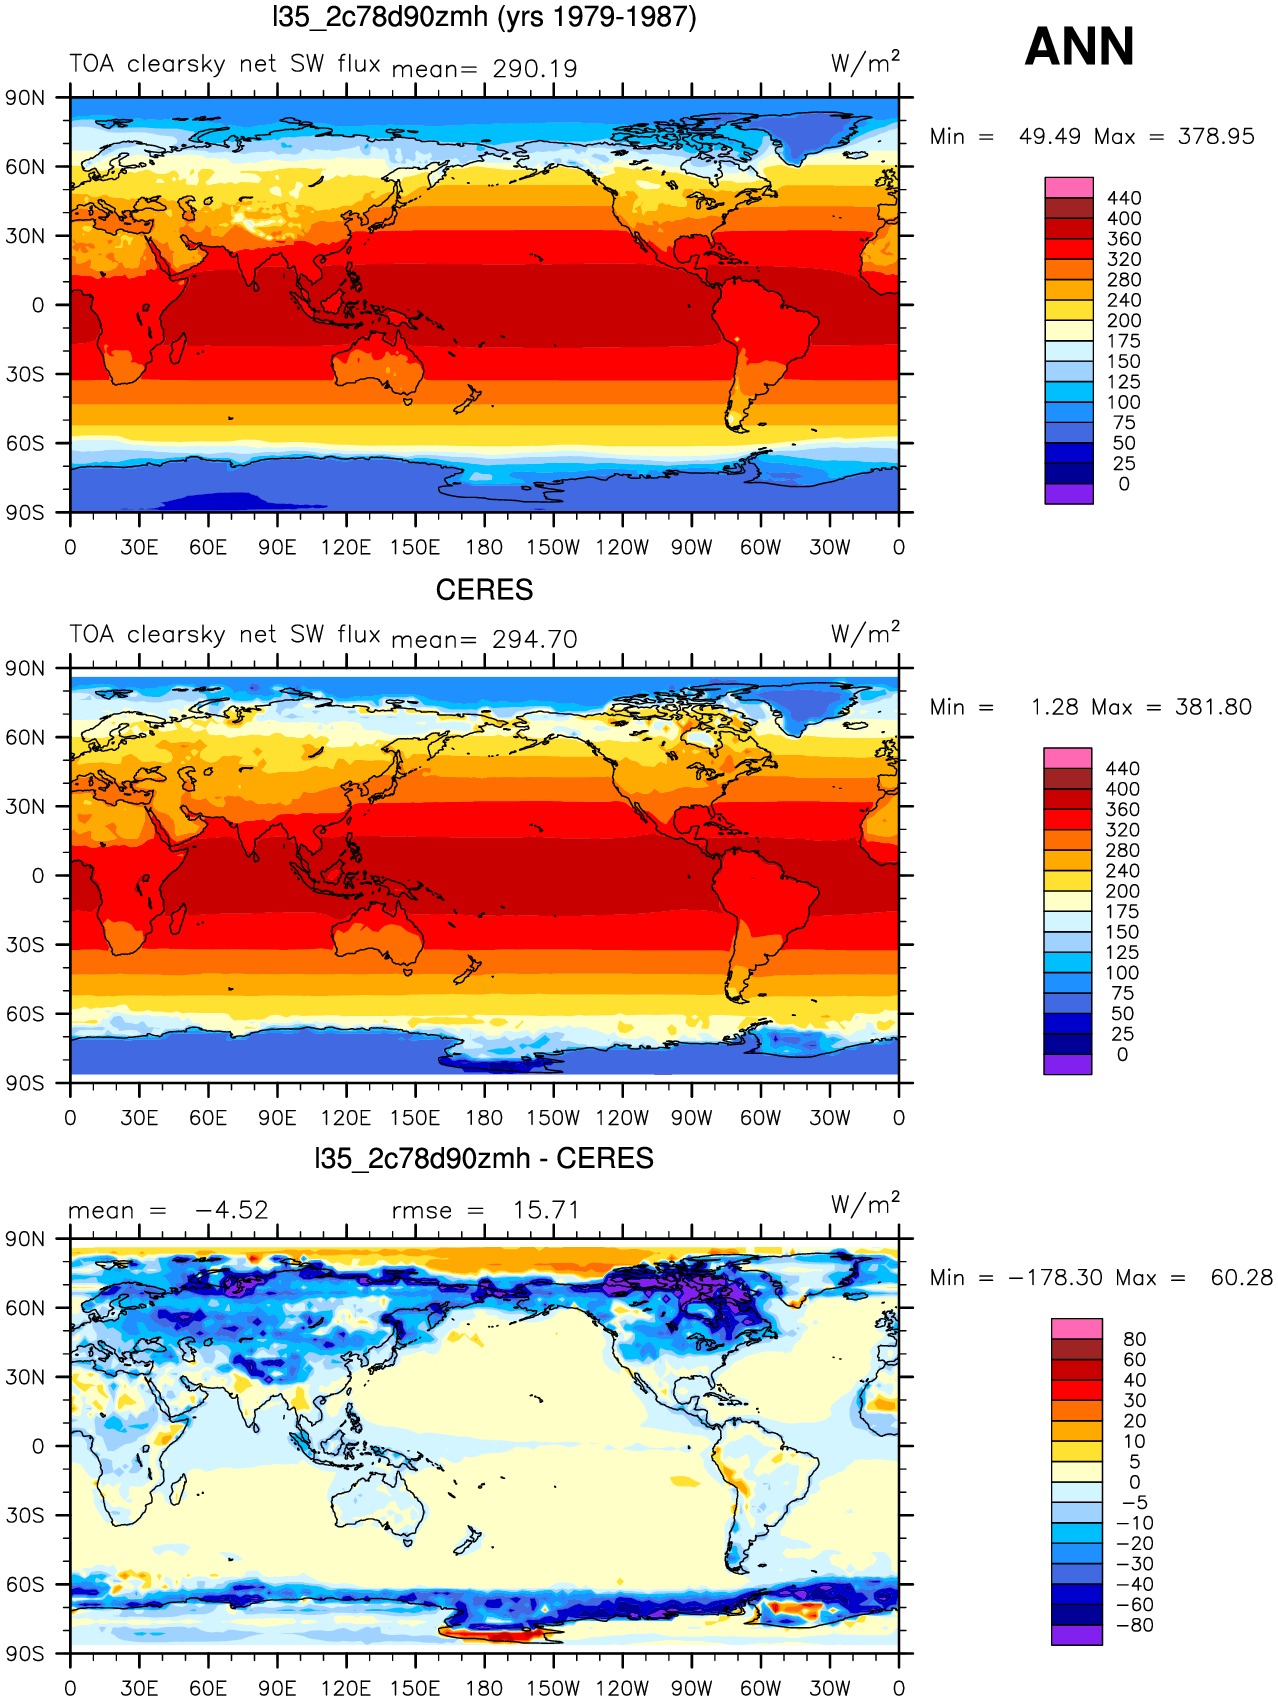 l35_2c78d90zmh (yrs 1979-1987)
ANN
TOA clearsky net SW flux mean= 290.19 W/m²
Min = 49.49 Max = 378.95
90N
60N
30N
0
30S
60S
90S
0 30E 60E 90E 120E 150E 180 150W 120W 90W 60W 30W 0
440
400
360
320
280
240
200
175
150
125
100
75
50
25
0
CERES
TOA clearsky net SW flux mean= 294.70 W/m²
Min = 1.28 Max = 381.80
90N
60N
30N
0
30S
60S
90S
0 30E 60E 90E 120E 150E 180 150W 120W 90W 60W 30W 0
440
400
360
320
280
240
200
175
150
125
100
75
50
25
0
l35_2c78d90zmh - CERES
mean = −4.52 rmse = 15.71 W/m²
Min = −178.30 Max = 60.28
90N
60N
30N
0
30S
60S
90S
0 30E 60E 90E 120E 150E 180 150W 120W 90W 60W 30W 0
80
60
40
30
20
10
5
0
−5
−10
−20
−30
−40
−60
−80